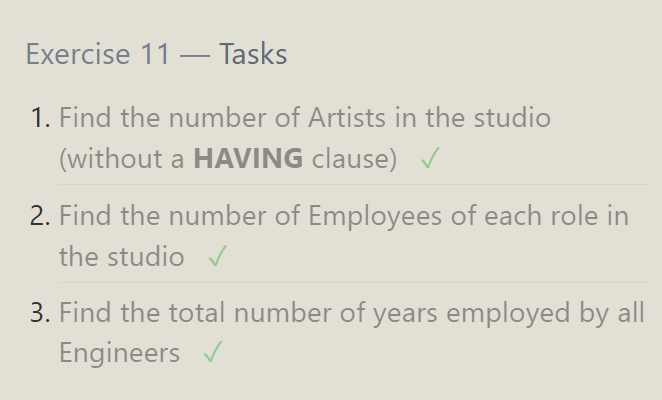 Exercise 11 — Tasks
1. Find the number of Artists in the studio
(without a HAVING clause) ✓
2. Find the number of Employees of each role in
the studio ✓
3. Find the total number of years employed by all
Engineers ✓